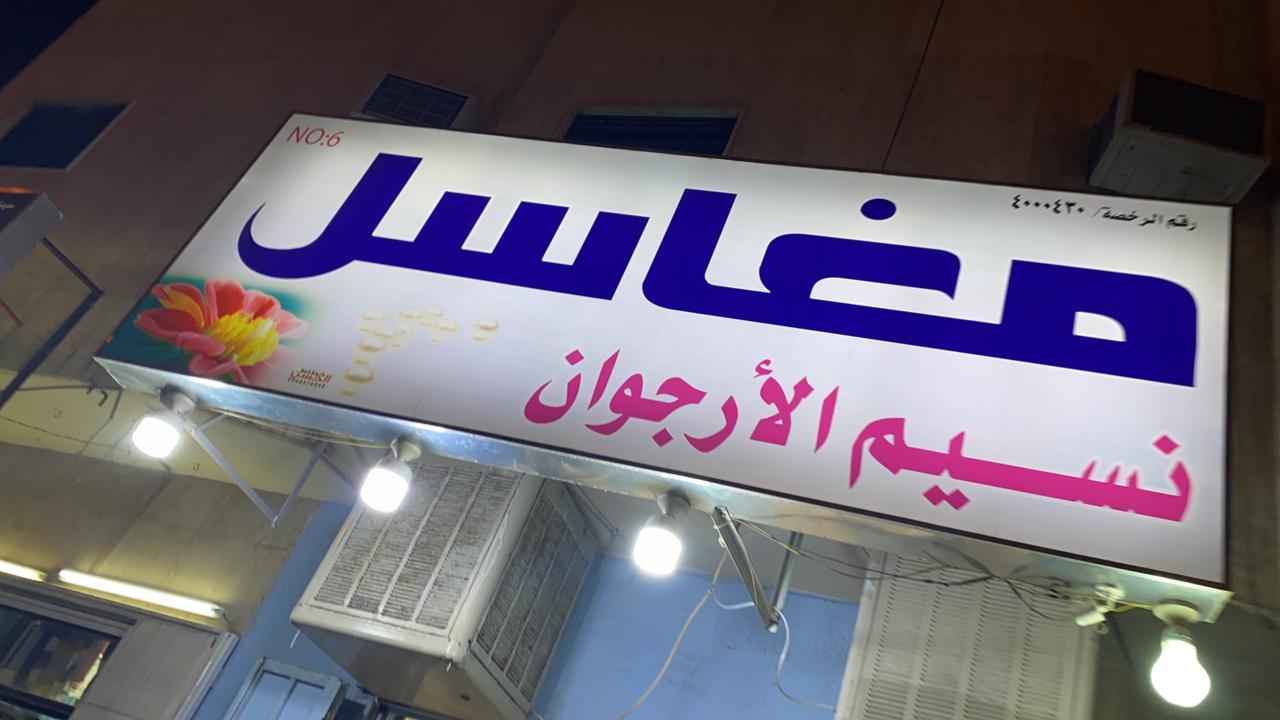 NO:6
رقم الرخصة/ ٤٠٠٠٤٣٠
مغاسل
نسيم الأرجوان